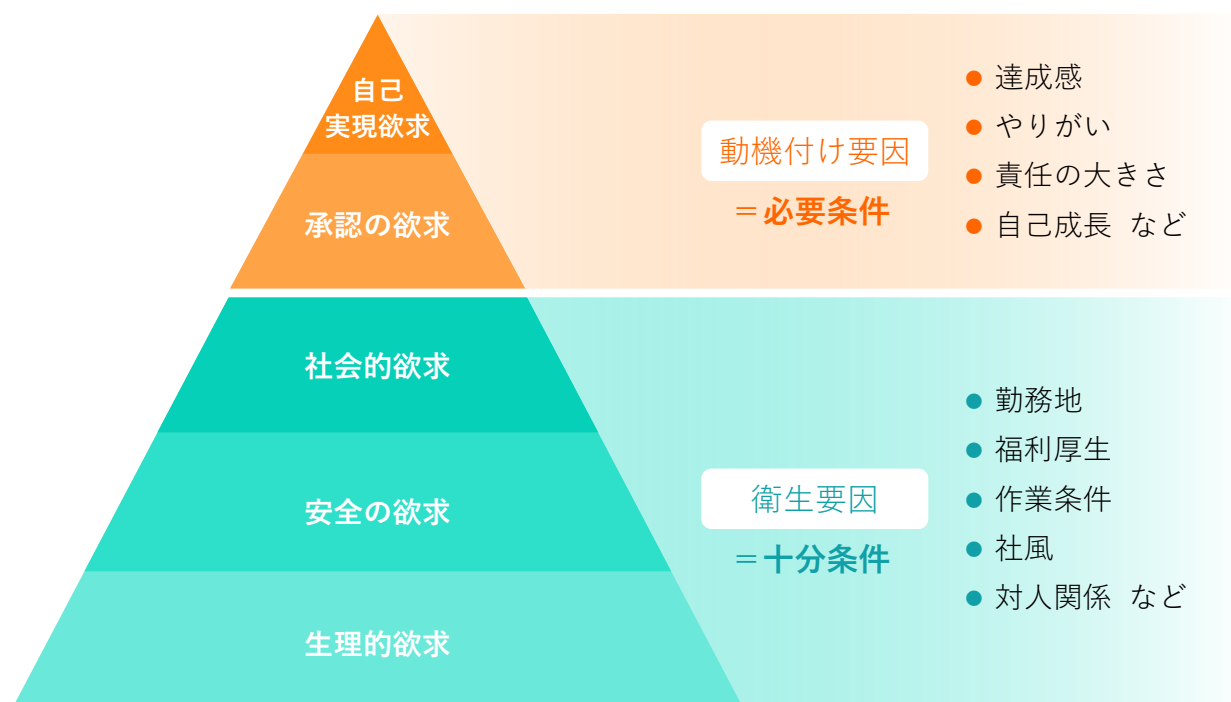 自己
実現欲求
承認の欲求
社会的欲求
安全の欲求
生理的欲求
動機付け要因
＝必要条件
● 達成感
● やりがい
● 責任の大きさ
● 自己成長 など
衛生要因
＝十分条件
● 勤務地
● 福利厚生
● 作業条件
● 社風
● 対人関係 など